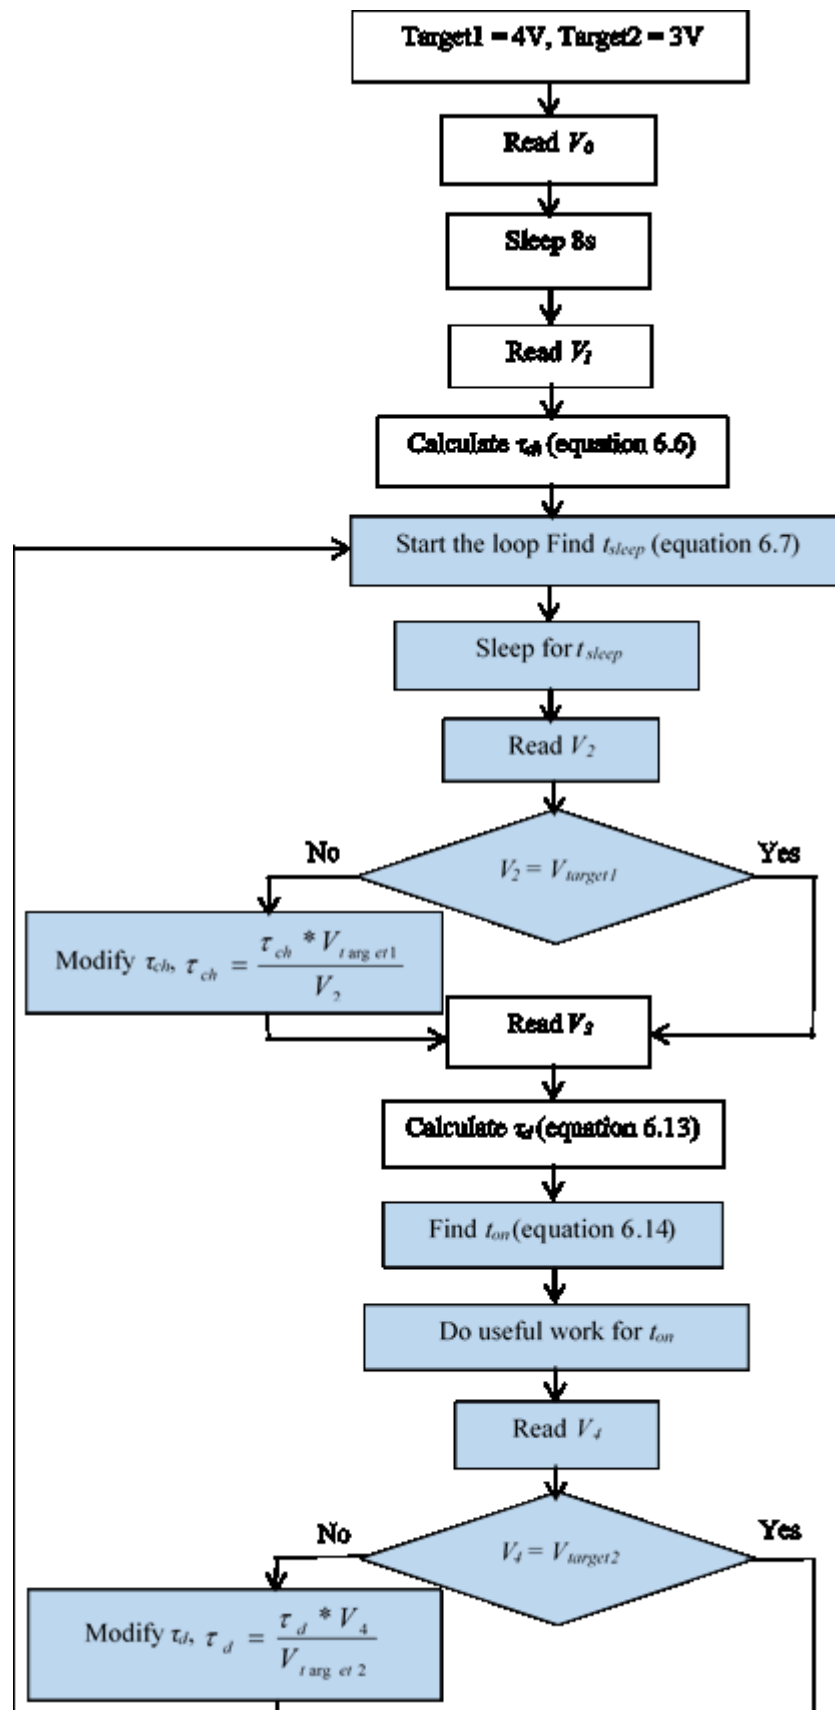 Target1 = 4V, Target2 = 3V
Read V₀
Sleep 8s
Read V₁
Calculate τch (equation 6.6)
Start the loop Find tsleep (equation 6.7)
Sleep for tsleep
Read V₂
No
V₂ = Vtarget1
Yes
Modify τch, τch = τch * Vtarget1 / V₂
Read V₃
Calculate τd (equation 6.13)
Find ton (equation 6.14)
Do useful work for ton
Read V₄
No
V₄ = Vtarget2
Yes
Modify τd, τd = τd * V₄ / Vtarget2